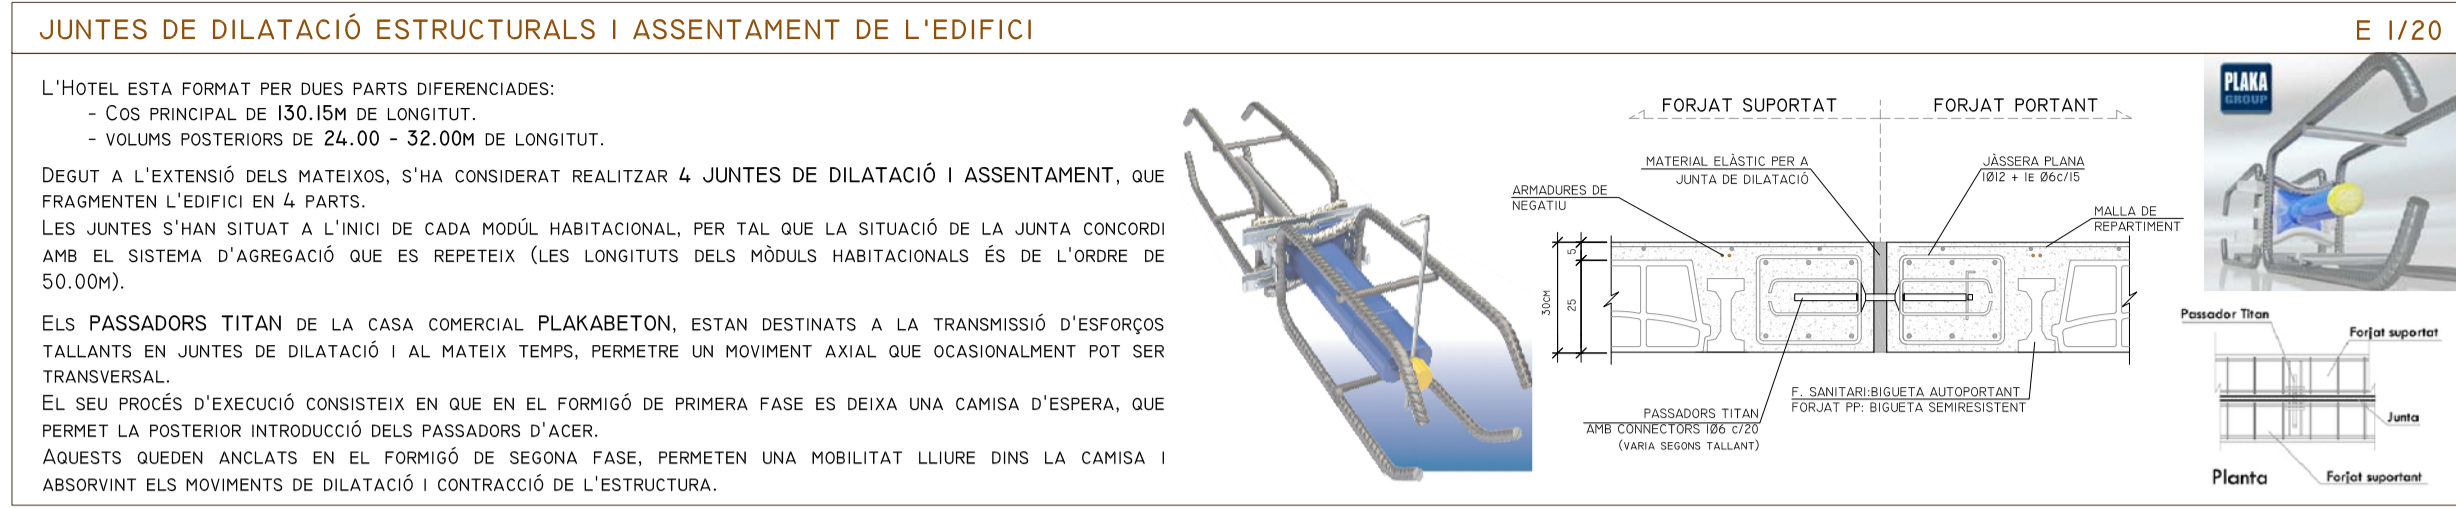 JUNTES DE DILATACIÓ ESTRUCTURALS I ASSENTAMENT DE L'EDIFICI
E 1/20
L'HOTEL ESTA FORMAT PER DUES PARTS DIFERENCIADES:
- COS PRINCIPAL DE 130.15M DE LONGITUT.
- VOLUMS POSTERIORS DE 24.00 - 32.00M DE LONGITUT.
DEGUT A L'EXTENSIÓ DELS MATEIXOS, S'HA CONSIDERAT REALITZAR 4 JUNTES DE DILATACIÓ I ASSENTAMENT, QUE
FRAGMENTEN L'EDIFICI EN 4 PARTS.
LES JUNTES S'HAN SITUAT A L'INICI DE CADA MODÚL HABITACIONAL, PER TAL QUE LA SITUACIÓ DE LA JUNTA CONCORDI
AMB EL SISTEMA D'AGREGACIÓ QUE ES REPETEIX (LES LONGITUTS DELS MÒDULS HABITACIONALS ÉS DE L'ORDRE DE
50.00M).
ELS PASSADORS TITAN DE LA CASA COMERCIAL PLAKABETON, ESTAN DESTINATS A LA TRANSMISSIÓ D'ESFORÇOS
TALLANTS EN JUNTES DE DILATACIÓ I AL MATEIX TEMPS, PERMETRE UN MOVIMENT AXIAL QUE OCASIONALMENT POT SER
TRANSVERSAL.
EL SEU PROCÉS D'EXECUCIÓ CONSISTEIX EN QUE EN EL FORMIGÓ DE PRIMERA FASE ES DEIXA UNA CAMISA D'ESPERA, QUE
PERMET LA POSTERIOR INTRODUCCIÓ DELS PASSADORS D'ACER.
AQUESTS QUEDEN ANCLATS EN EL FORMIGÓ DE SEGONA FASE, PERMETEN UNA MOBILITAT LLIURE DINS LA CAMISA I
ABSORVINT ELS MOVIMENTS DE DILATACIÓ I CONTRACCIÓ DE L'ESTRUCTURA.
FORJAT SUPORTAT
FORJAT PORTANT
MATERIAL ELÀSTIC PER A
JUNTA DE DILATACIÓ
JÀSSERA PLANA
1Ø12 + 1E Ø6C/15
ARMADURES DE
NEGATIU
MALLA DE
REPARTIMENT
5
25
30CM
F. SANITARI:BIGUETA AUTOPORTANT
FORJAT PP: BIGUETA SEMIRESISTENT
PASSADORS TITAN
AMB CONNECTORS 1Ø6 C/20
(VARIA SEGONS TALLANT)
PLAKA
GROUP
Passador Titan
Forjat suportat
Junta
Planta
Forjat suportant